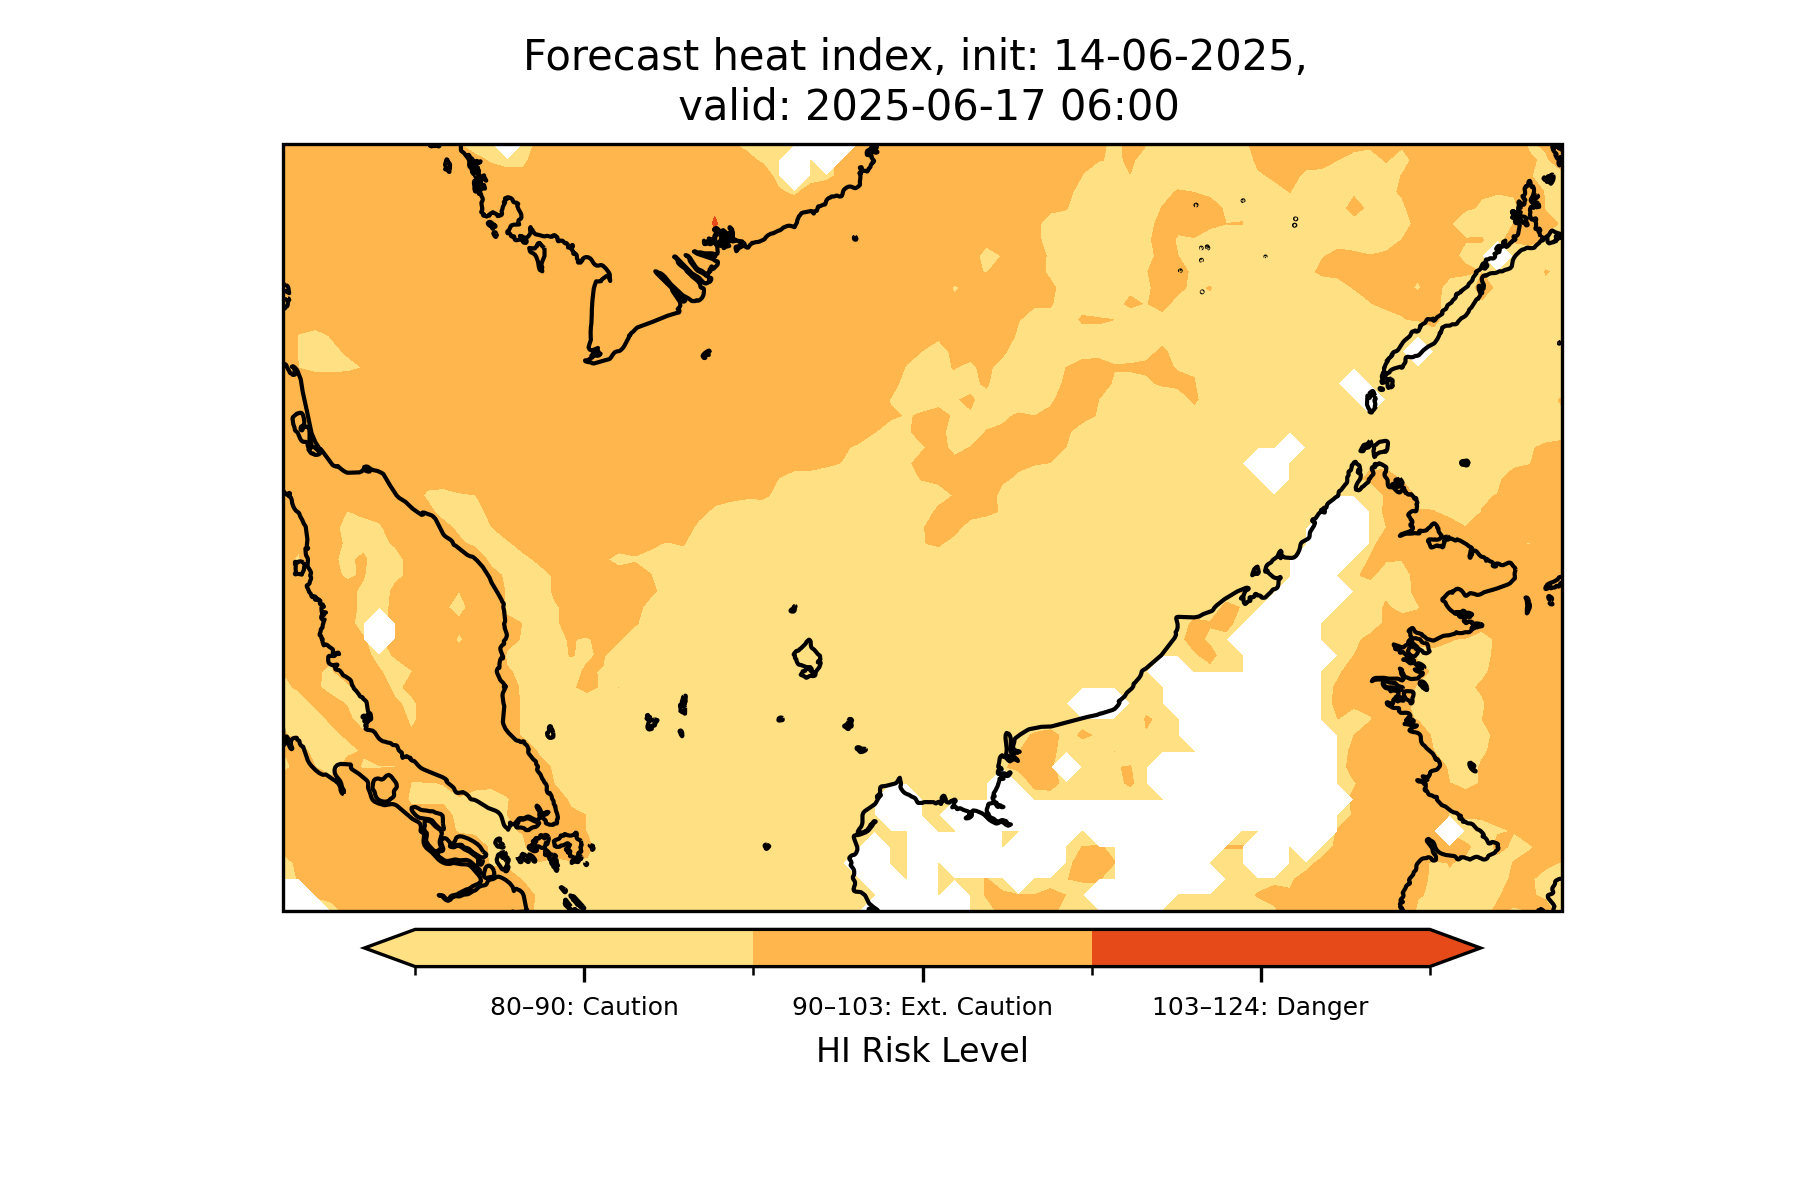 Forecast heat index, init: 14-06-2025,
valid: 2025-06-17 06:00
80–90: Caution
90–103: Ext. Caution
103–124: Danger
HI Risk Level